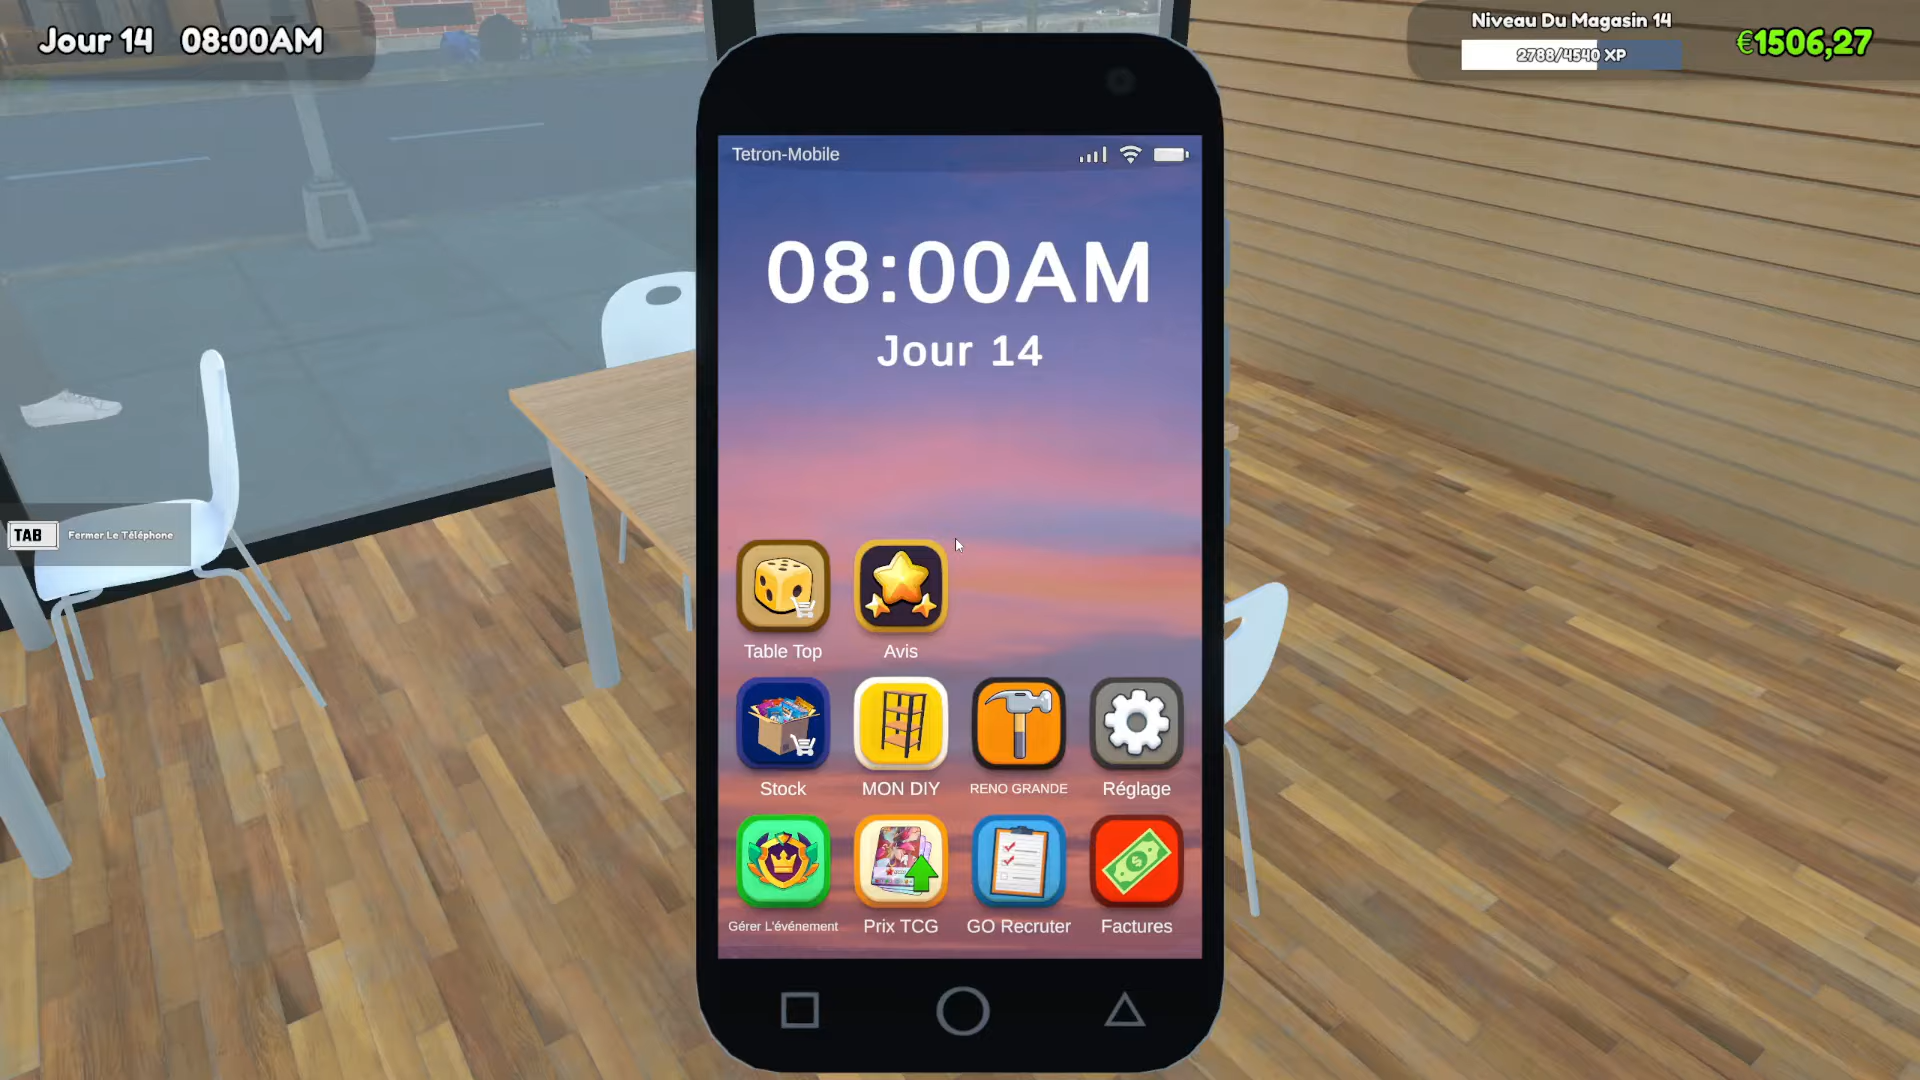 Jour 14 08:00AM
Niveau Du Magasin 14
2788/4540 XP
€1506,27
Tetron-Mobile
08:00AM
Jour 14
TAB Fermer Le Téléphone
Table Top
Avis
Stock
MON DIY
RENO GRANDE
Réglage
Gérer L'événement
Prix TCG
GO Recruter
Factures